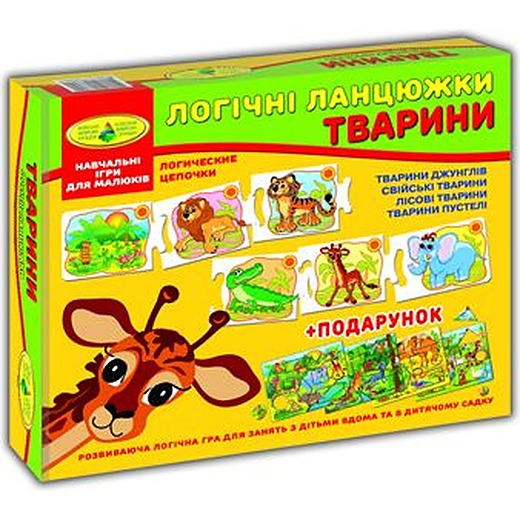 ЛОГІЧНІ ЛАНЦЮЖКИ
ТВАРИНИ
НАВЧАЛЬНІ
ІГРИ
ДЛЯ МАЛЮКІВ
ЛОГИЧЕСКИЕ
ЦЕПОЧКИ
ТВАРИНИ ДЖУНГЛІВ
СВІЙСЬКІ ТВАРИНИ
ЛІСОВІ ТВАРИНИ
ТВАРИНИ ПУСТЕЛІ
+ПОДАРУНОК
РОЗВИВАЮЧА ЛОГІЧНА ГРА ДЛЯ ЗАНЯТЬ З ДІТЬМИ ВДОМА ТА В ДИТЯЧОМУ САДКУ
ТВАРИНИ
ТВАРИНИ